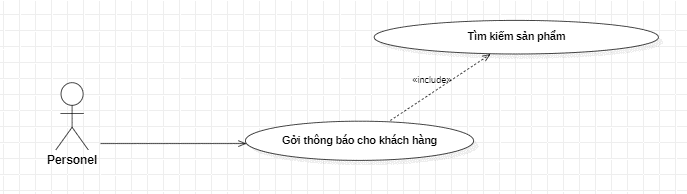 Tìm kiếm sản phẩm
«include»
Gởi thông báo cho khách hàng
Personel